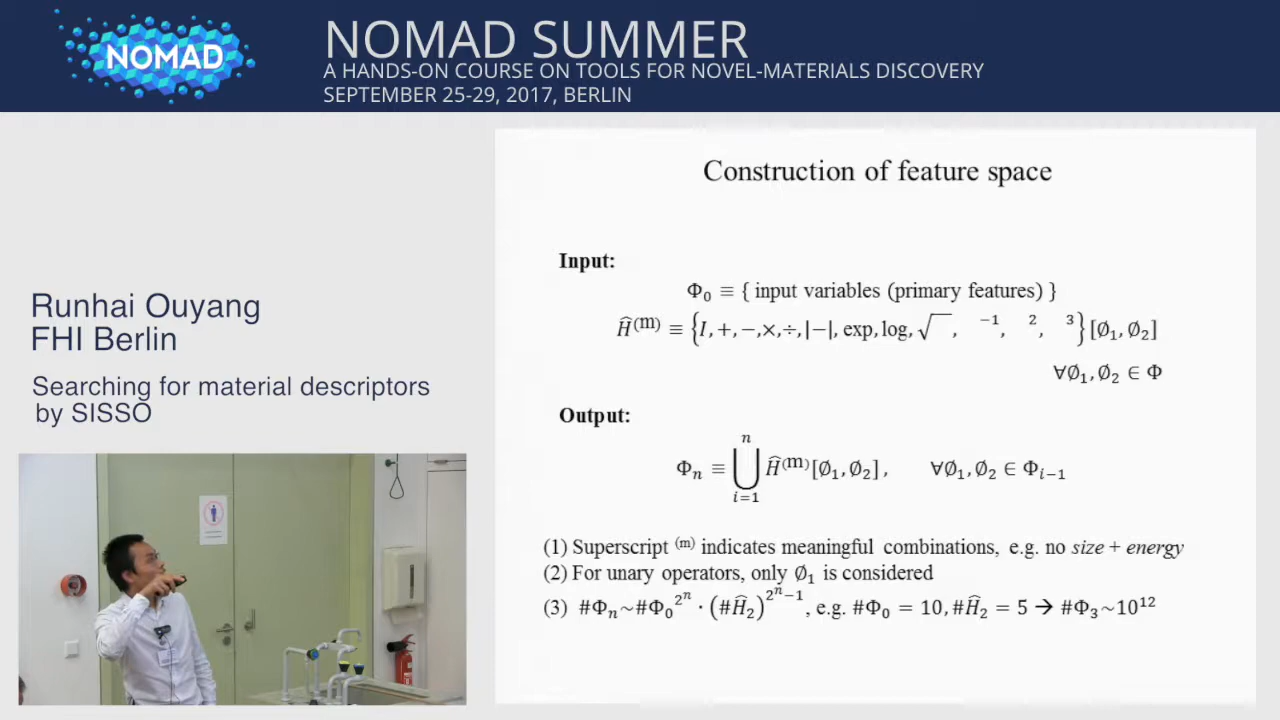 NOMAD
NOMAD SUMMER
A HANDS-ON COURSE ON TOOLS FOR NOVEL-MATERIALS DISCOVERY
SEPTEMBER 25-29, 2017, BERLIN
Runhai Ouyang
FHI Berlin
Searching for material descriptors
by SISSO
Construction of feature space
Input:
Φ₀ ≡ { input variables (primary features) }
Ĥ⁽ᵐ⁾ ≡ {I, +, −, ×, ÷, |−|, exp, log, √ , ⁻¹, ², ³}[∅₁, ∅₂]
∀∅₁, ∅₂ ∈ Φ
Output:
Φₙ ≡ ⋃ᵢ₌₁ⁿ Ĥ⁽ᵐ⁾[∅₁, ∅₂], ∀∅₁, ∅₂ ∈ Φᵢ₋₁
(1) Superscript ⁽ᵐ⁾ indicates meaningful combinations, e.g. no size + energy
(2) For unary operators, only ∅₁ is considered
(3) #Φₙ~#Φ₀^2ⁿ · (#Ĥ₂)^2ⁿ−1, e.g. #Φ₀ = 10, #Ĥ₂ = 5 → #Φ₃~10¹²